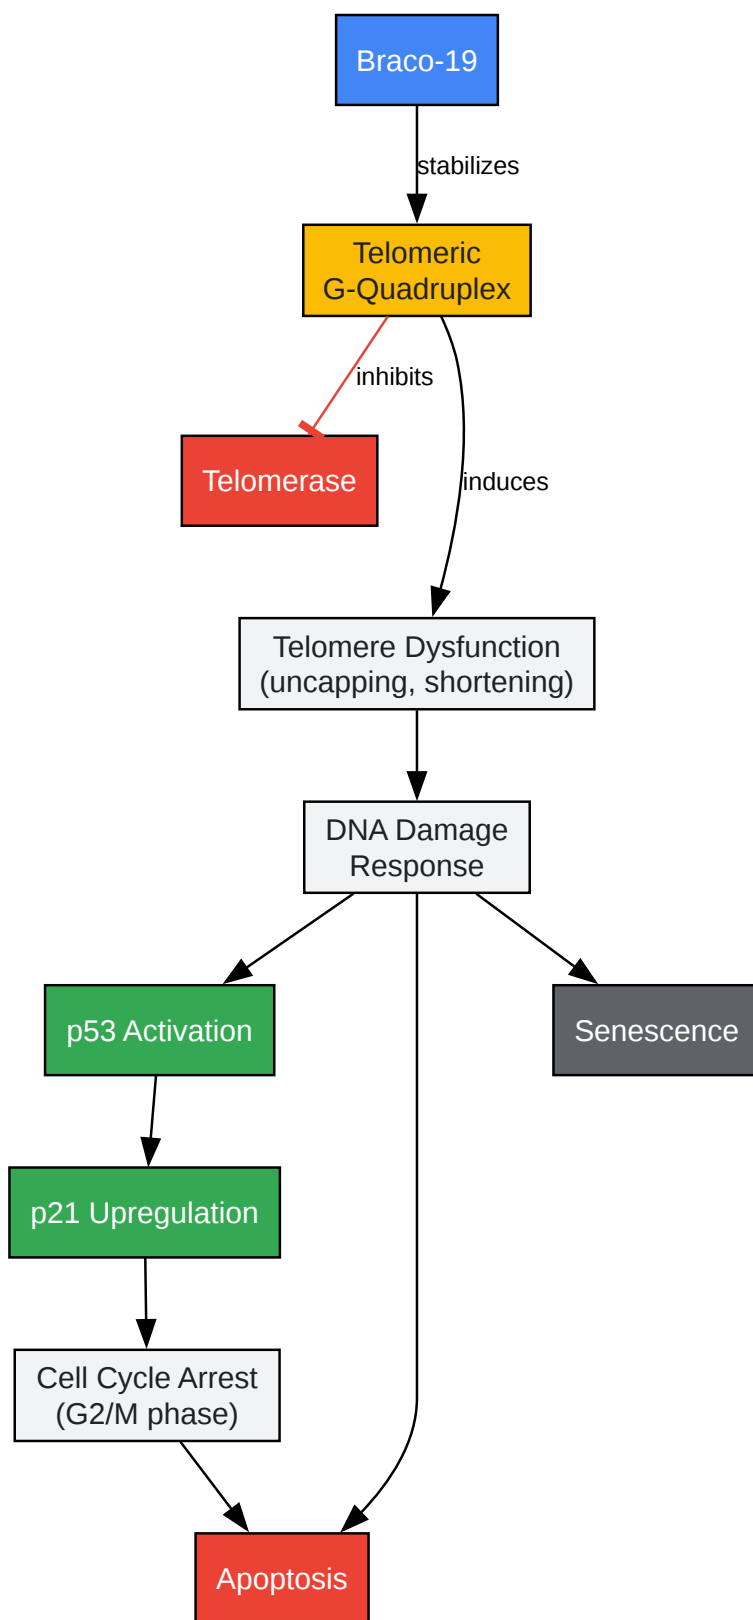 Braco-19
stabilizes
Telomeric
G-Quadruplex
inhibits
Telomerase
induces
Telomere Dysfunction
(uncapping, shortening)
DNA Damage
Response
p53 Activation
Senescence
p21 Upregulation
Cell Cycle Arrest
(G2/M phase)
Apoptosis